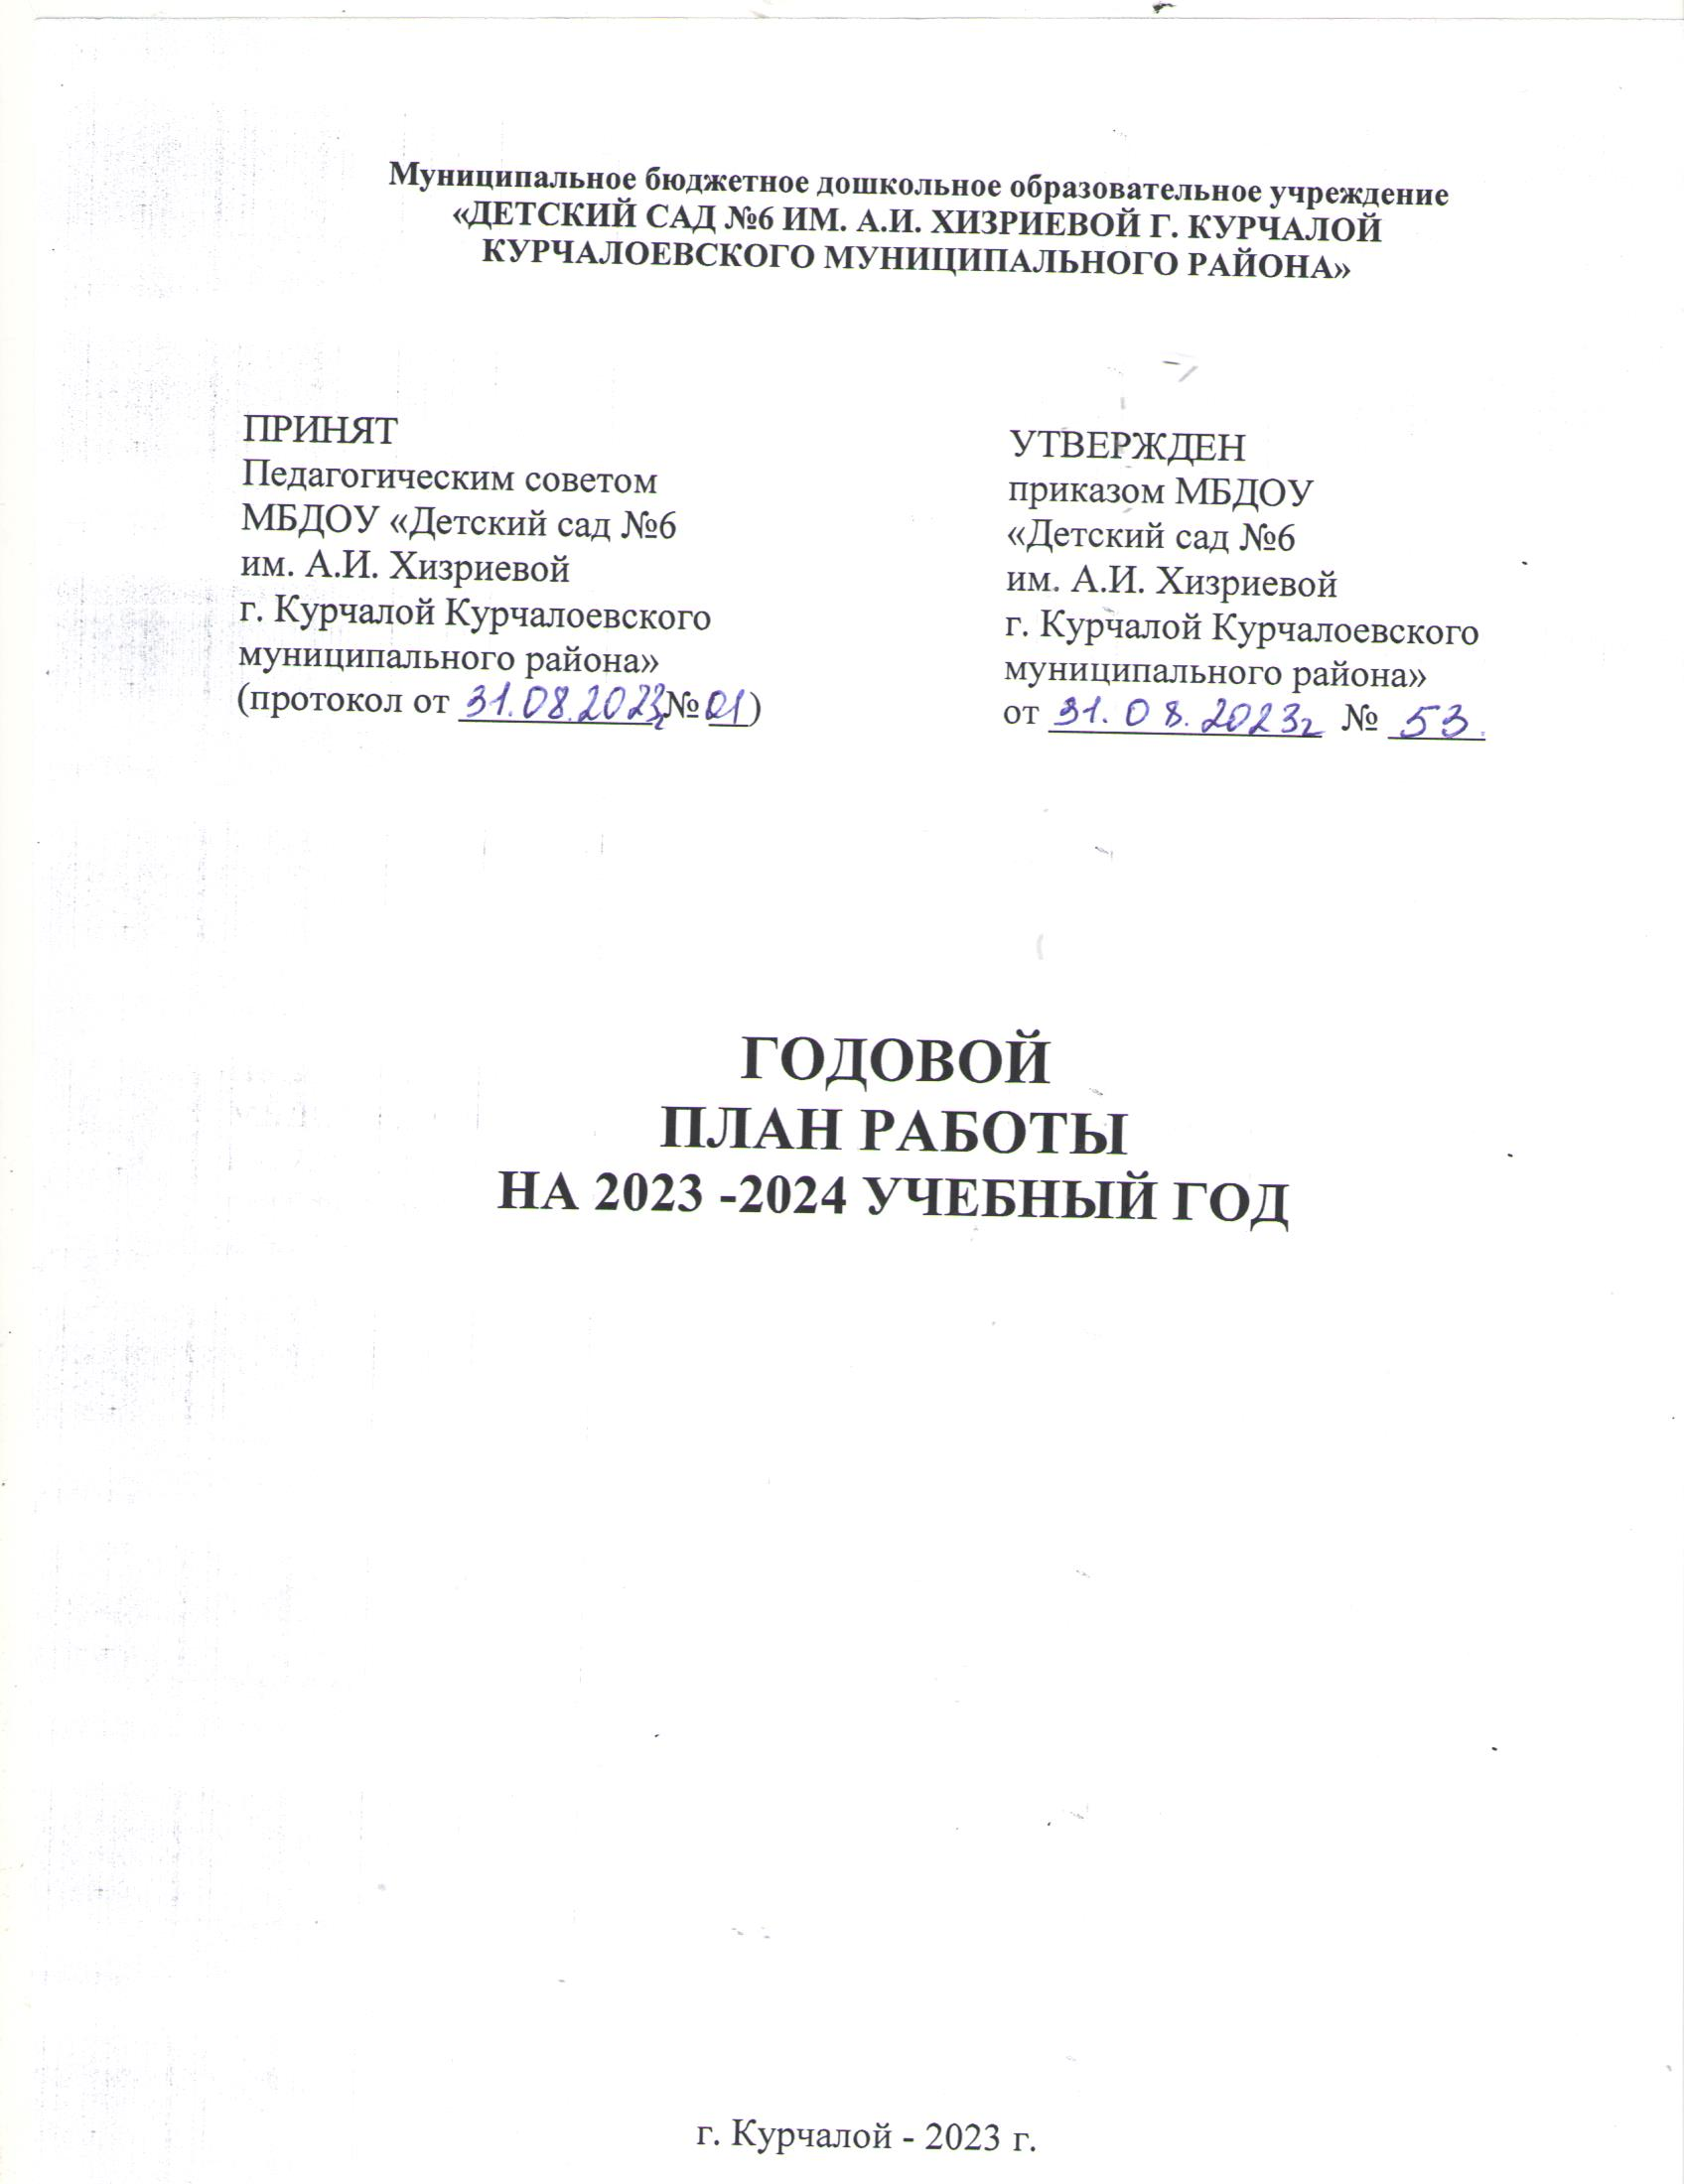 Муниципальное бюджетное дошкольное образовательное учреждение
«ДЕТСКИЙ САД №6 ИМ. А.И. ХИЗРИЕВОЙ Г. КУРЧАЛОЙ
КУРЧАЛОЕВСКОГО МУНИЦИПАЛЬНОГО РАЙОНА»
ПРИНЯТ
Педагогическим советом
МБДОУ «Детский сад №6
им. А.И. Хизриевой
г. Курчалой Курчалоевского
муниципального района»
(протокол от 31.08.2023г №01)
УТВЕРЖДЕН
приказом МБДОУ
«Детский сад №6
им. А.И. Хизриевой
г. Курчалой Курчалоевского
муниципального района»
от 31.08.2023г № 53.
ГОДОВОЙ
ПЛАН РАБОТЫ
НА 2023 -2024 УЧЕБНЫЙ ГОД
г. Курчалой - 2023 г.